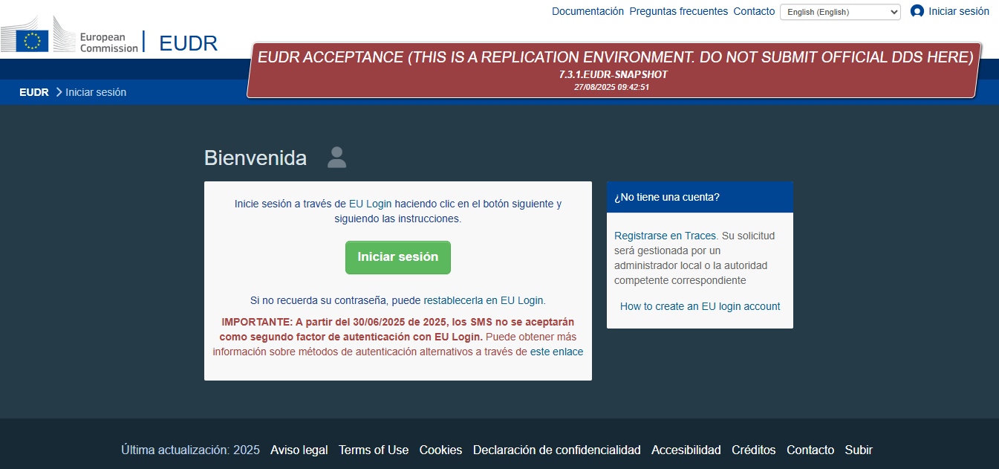 Documentación Preguntas frecuentes Contacto English (English) Iniciar sesión
European
Commission
EUDR
EUDR ACCEPTANCE (THIS IS A REPLICATION ENVIRONMENT. DO NOT SUBMIT OFFICIAL DDS HERE)
7.3.1.EUDR-SNAPSHOT
27/08/2025 09:42:51
EUDR Iniciar sesión
Bienvenida
Inicie sesión a través de EU Login haciendo clic en el botón siguiente y
siguiendo las instrucciones.
Iniciar sesión
Si no recuerda su contraseña, puede restablecerla en EU Login.
IMPORTANTE: A partir del 30/06/2025 de 2025, los SMS no se aceptarán
como segundo factor de autenticación con EU Login. Puede obtener más
información sobre métodos de autenticación alternativos a través de este enlace
¿No tiene una cuenta?
Registrarse en Traces. Su solicitud
será gestionada por un
administrador local o la autoridad
competente correspondiente
How to create an EU login account
Última actualización: 2025 Aviso legal Terms of Use Cookies Declaración de confidencialidad Accesibilidad Créditos Contacto Subir